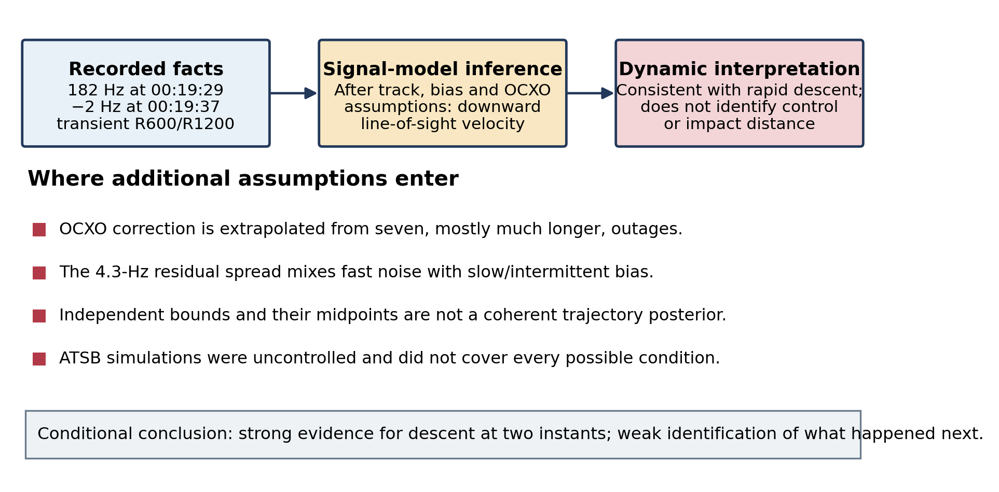 Recorded facts
182 Hz at 00:19:29
−2 Hz at 00:19:37
transient R600/R1200
Signal-model inference
After track, bias and OCXO
assumptions: downward
line-of-sight velocity
Dynamic interpretation
Consistent with rapid descent;
does not identify control
or impact distance
Where additional assumptions enter
OCXO correction is extrapolated from seven, mostly much longer, outages.
The 4.3-Hz residual spread mixes fast noise with slow/intermittent bias.
Independent bounds and their midpoints are not a coherent trajectory posterior.
ATSB simulations were uncontrolled and did not cover every possible condition.
Conditional conclusion: strong evidence for descent at two instants; weak identification of what happened next.